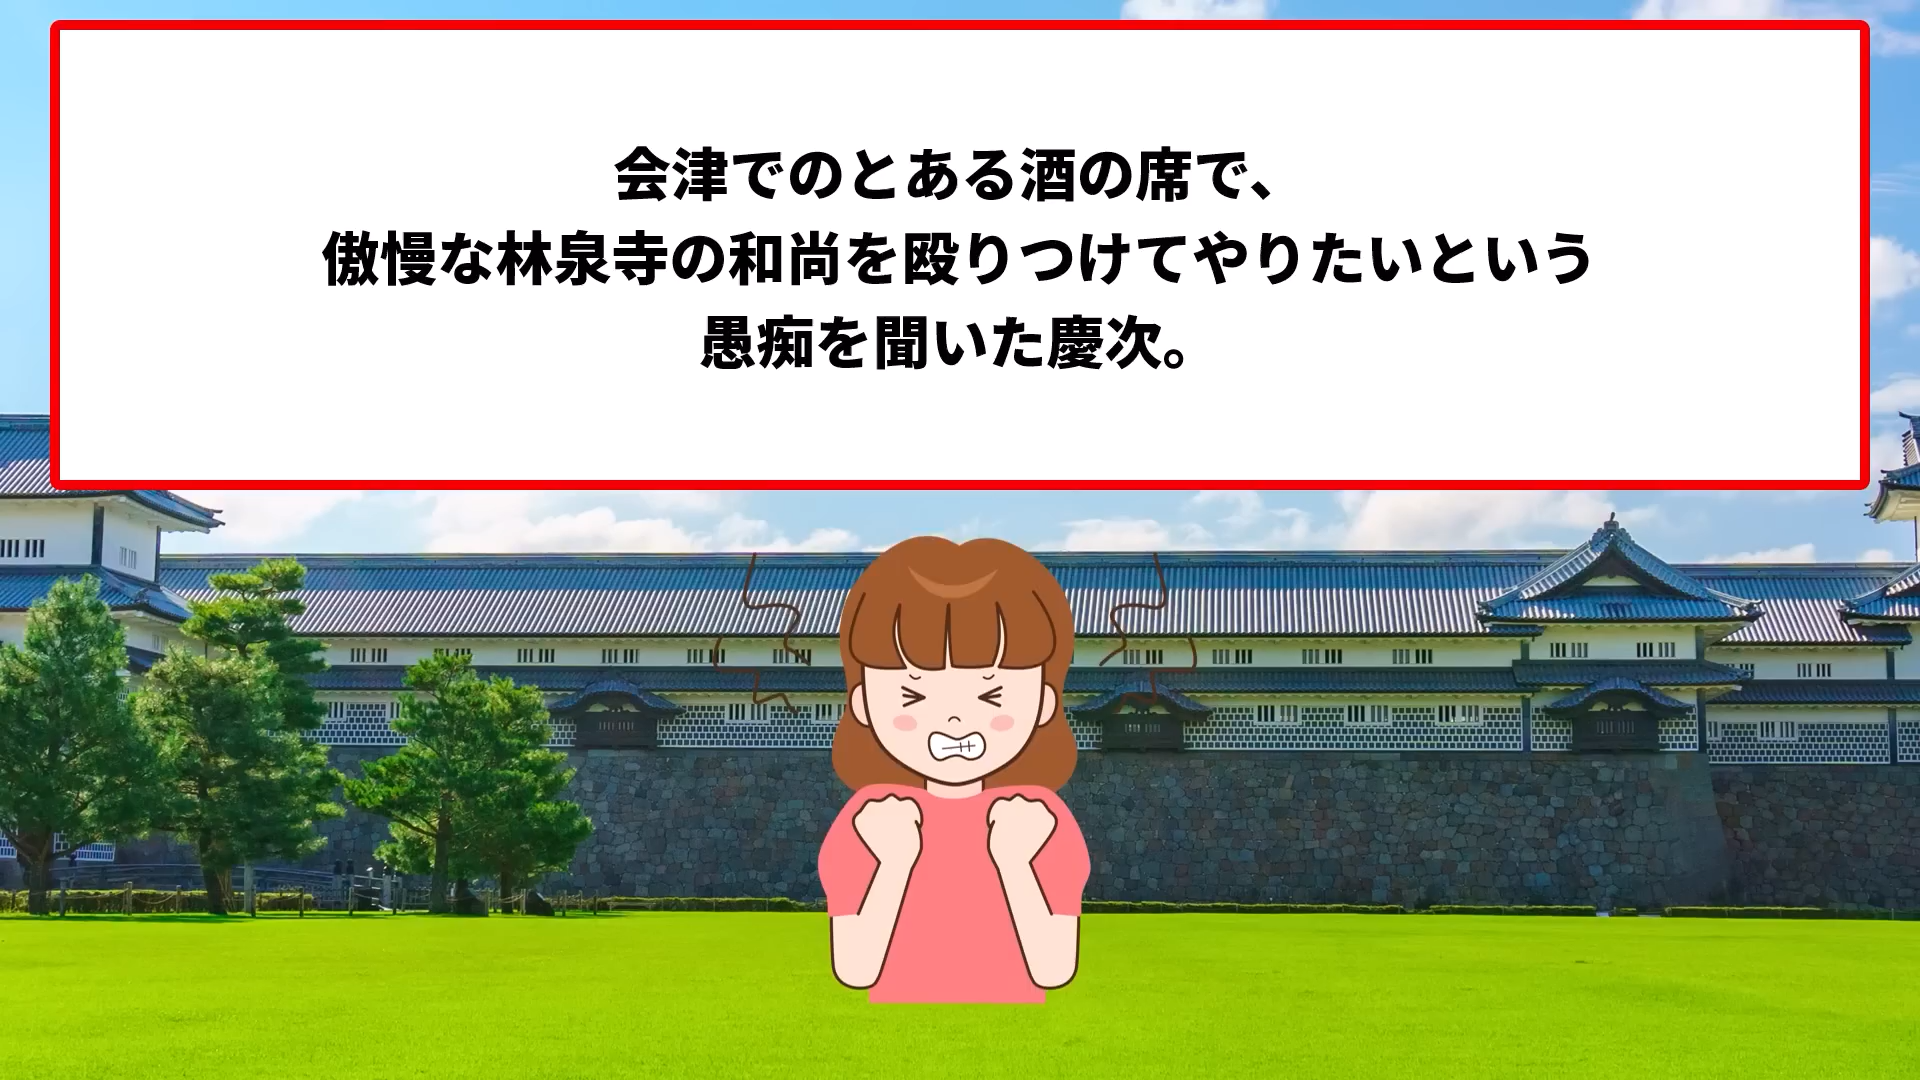 会津でのとある酒の席で、
傲慢な林泉寺の和尚を殴りつけてやりたいという
愚痴を聞いた慶次。